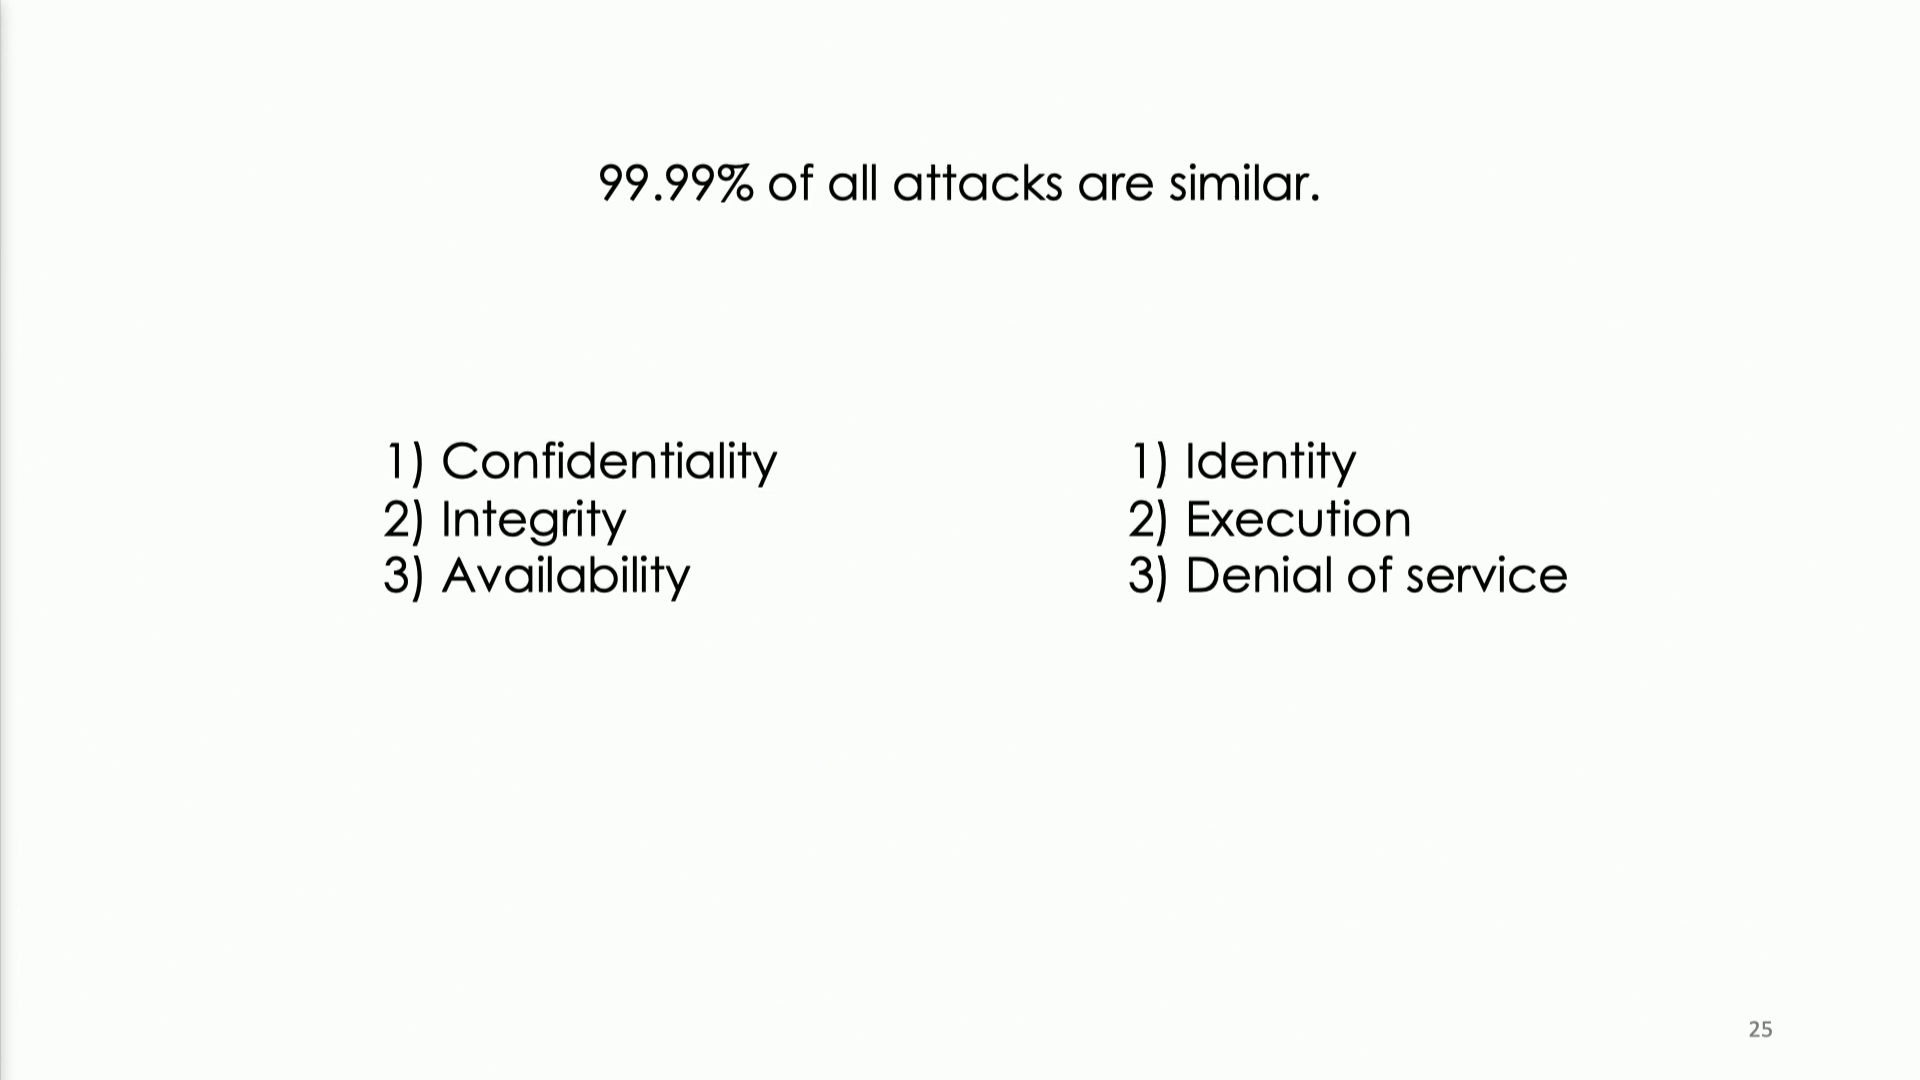 99.99% of all attacks are similar.
1) Confidentiality
2) Integrity
3) Availability
1) Identity
2) Execution
3) Denial of service
25